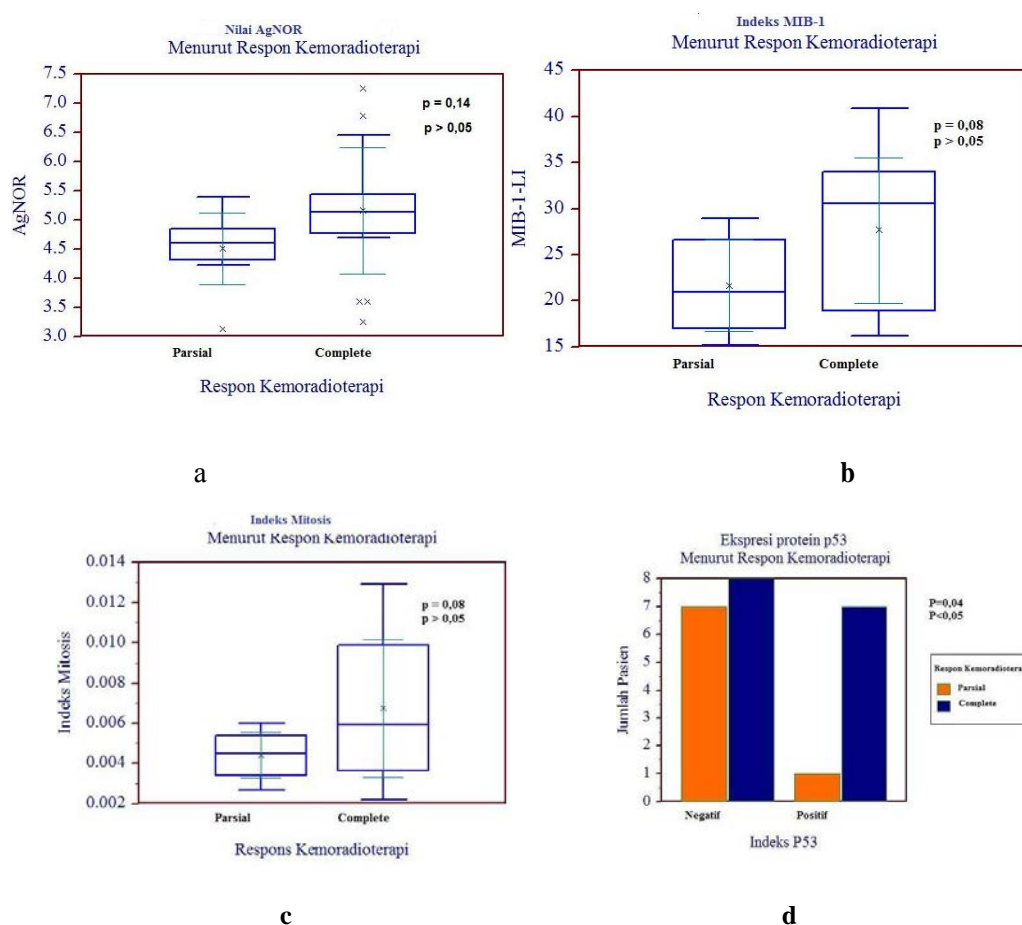 Nilai AgNOR
Menurut Respon Kemoradioterapi
7.5
7.0
6.5
6.0
5.5
5.0
4.5
4.0
3.5
3.0
AgNOR
p = 0,14
p > 0,05
Parsial Complete
Respon Kemoradioterapi
a
Indeks MIB-1
Menurut Respon Kemoradioterapi
45
40
35
30
25
20
15
MIB-1-LI
p = 0,08
p > 0,05
Parsial Complete
Respon Kemoradioterapi
b
Indeks Mitosis
Menurut Respon Kemoradioterapi
0.014
0.012
0.010
0.008
0.006
0.004
0.002
Indeks Mitosis
p = 0,08
p > 0,05
Parsial Complete
Respons Kemoradioterapi
c
Ekspresi protein p53
Menurut Respon Kemoradioterapi
8
7
6
5
4
3
2
1
0
Jumlah Pasien
P=0,04
P<0,05
Respon Kemoradiotera
Parsial
Complete
Negatif Positif
Indeks P53
d